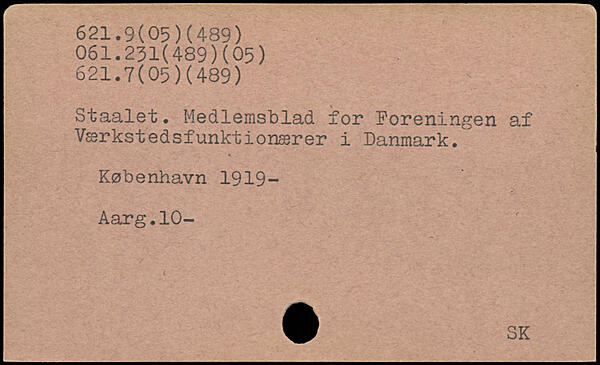 621.9(05)(489)
061.231(489)(05)
621.7(05)(489)
Staalet. Medlemsblad for Foreningen af
Værkstedsfunktionærer i Danmark.
København 1919-
Aarg.10-
SK